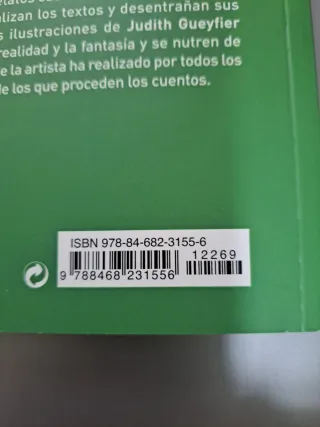 alizan los textos y desentrañan sus
ilustraciones de Judith Gueyfier
realidad y la fantasía y se nutren de
e la artista ha realizado por todos los
de los que proceden los cuentos.
ISBN 978-84-682-3155-6
12269
9 788468 231556